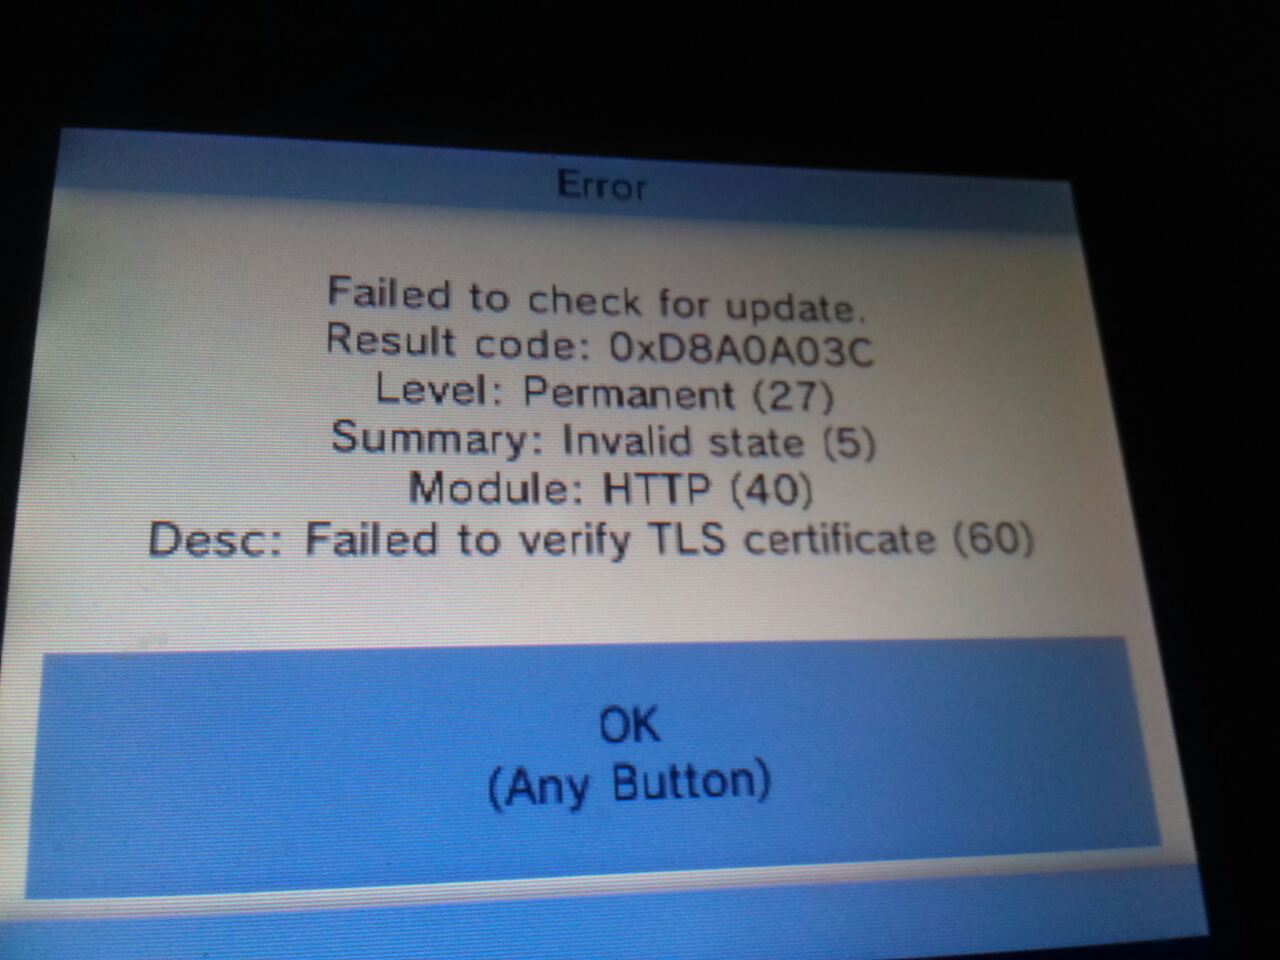 Error
Failed to check for update.
Result code: 0xD8A0A03C
Level: Permanent (27)
Summary: Invalid state (5)
Module: HTTP (40)
Desc: Failed to verify TLS certificate (60)
OK
(Any Button)